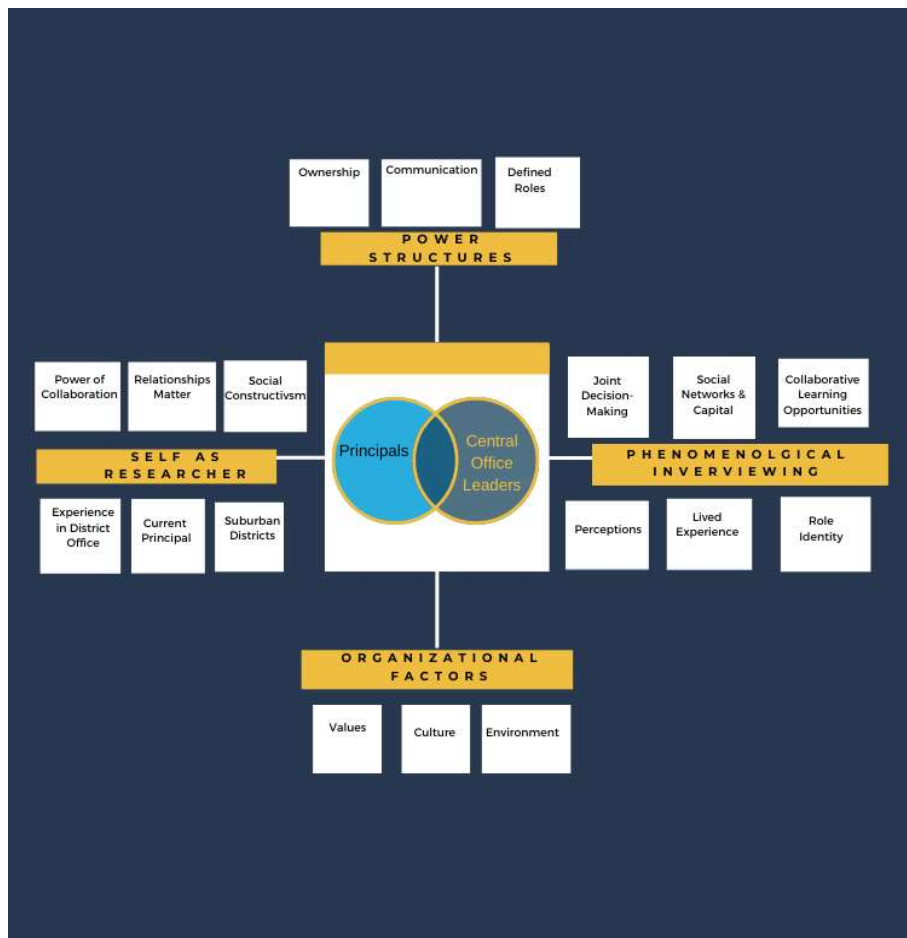 Ownership
Communication
Defined
Roles
POWER
STRUCTURES
Power of
Collaboration
Relationships
Matter
Social
Constructivsm
Joint
Decision-
Making
Social
Networks &
Capital
Collaborative
Learning
Opportunities
SELF AS
RESEARCHER
Principals
Central
Office
Leaders
PHENOMENOLGICAL
INVERVIEWING
Experience
in District
Office
Current
Principal
Suburban
Districts
Perceptions
Lived
Experience
Role
Identity
ORGANIZATIONAL
FACTORS
Values
Culture
Environment